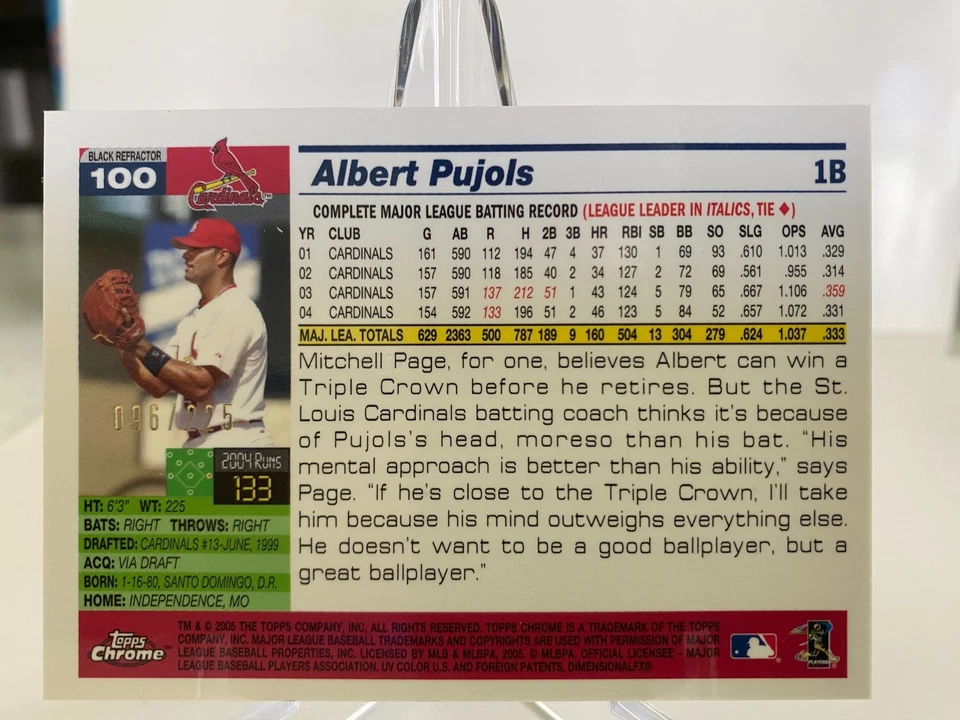 BLACK REFRACTOR
100
Cardinals™
Albert Pujols 1B
COMPLETE MAJOR LEAGUE BATTING RECORD (LEAGUE LEADER IN ITALICS, TIE ♦)
YR CLUB G AB R H 2B 3B HR RBI SB BB SO SLG OPS AVG
01 CARDINALS 161 590 112 194 47 4 37 130 1 69 93 .610 1.013 .329
02 CARDINALS 157 590 118 185 40 2 34 127 2 72 69 .561 .955 .314
03 CARDINALS 157 591 137 212 51 1 43 124 5 79 65 .667 1.106 .359
04 CARDINALS 154 592 133 196 51 2 46 123 5 84 52 .657 1.072 .331
MAJ. LEA. TOTALS 629 2363 500 787 189 9 160 504 13 304 279 .624 1.037 .333
Mitchell Page, for one, believes Albert can win a
Triple Crown before he retires. But the St.
Louis Cardinals batting coach thinks it's because
of Pujols's head, moreso than his bat. "His
mental approach is better than his ability," says
Page. "If he's close to the Triple Crown, I'll take
him because his mind outweighs everything else.
He doesn't want to be a good ballplayer, but a
great ballplayer."
096/225
2004 RUNS
133
HT: 6'3" WT: 225
BATS: RIGHT THROWS: RIGHT
DRAFTED: CARDINALS #13-JUNE, 1999
ACQ: VIA DRAFT
BORN: 1-16-80, SANTO DOMINGO, D.R.
HOME: INDEPENDENCE, MO
Topps
Chrome™
TM & © 2005 THE TOPPS COMPANY, INC. ALL RIGHTS RESERVED. TOPPS CHROME IS A TRADEMARK OF THE TOPPS
COMPANY, INC. MAJOR LEAGUE BASEBALL TRADEMARKS AND COPYRIGHTS ARE USED WITH PERMISSION OF MAJOR
LEAGUE BASEBALL PROPERTIES, INC. LICENSED BY MLB & MLBPA, 2005. © MLBPA. OFFICIAL LICENSEE – MAJOR
LEAGUE BASEBALL PLAYERS ASSOCIATION. UV COLOR U.S. AND FOREIGN PATENTS, DIMENSIONALFX®
PLAYERS